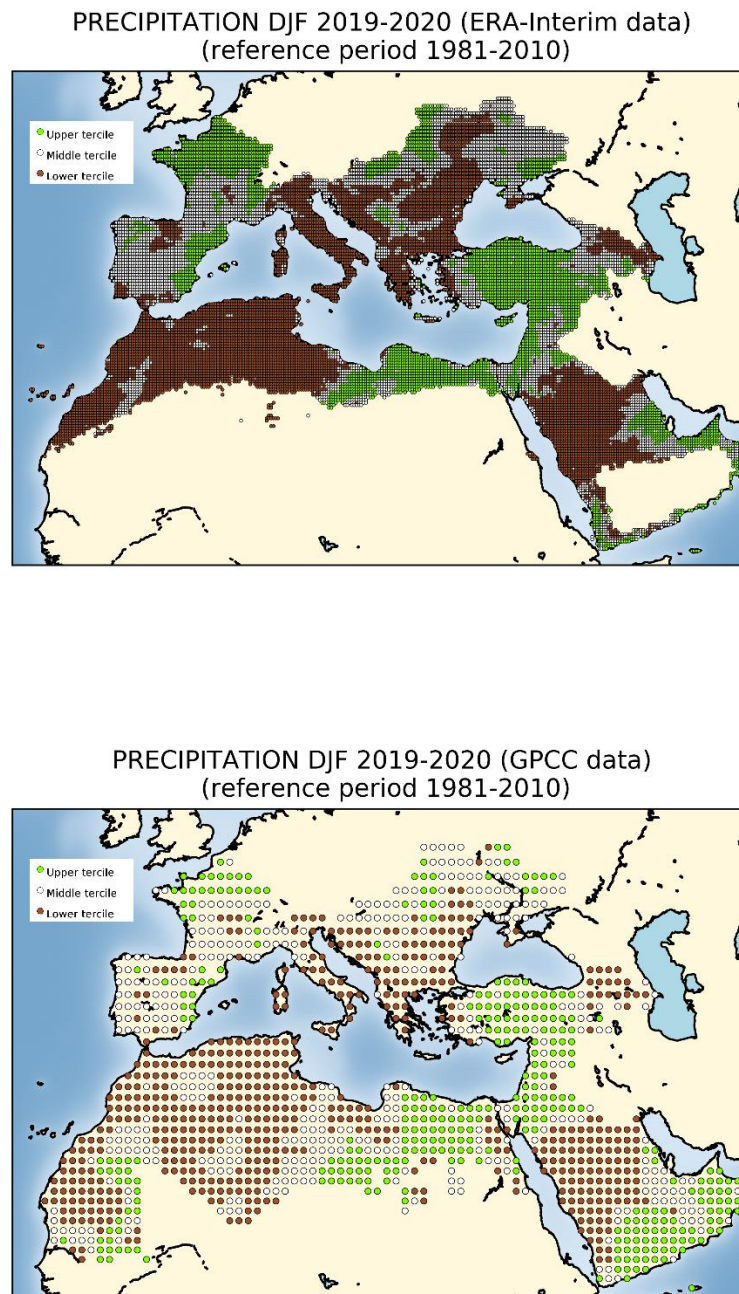 PRECIPITATION DJF 2019-2020 (ERA-Interim data)
(reference period 1981-2010)
Upper tercile
Middle tercile
Lower tercile
PRECIPITATION DJF 2019-2020 (GPCC data)
(reference period 1981-2010)
Upper tercile
Middle tercile
Lower tercile